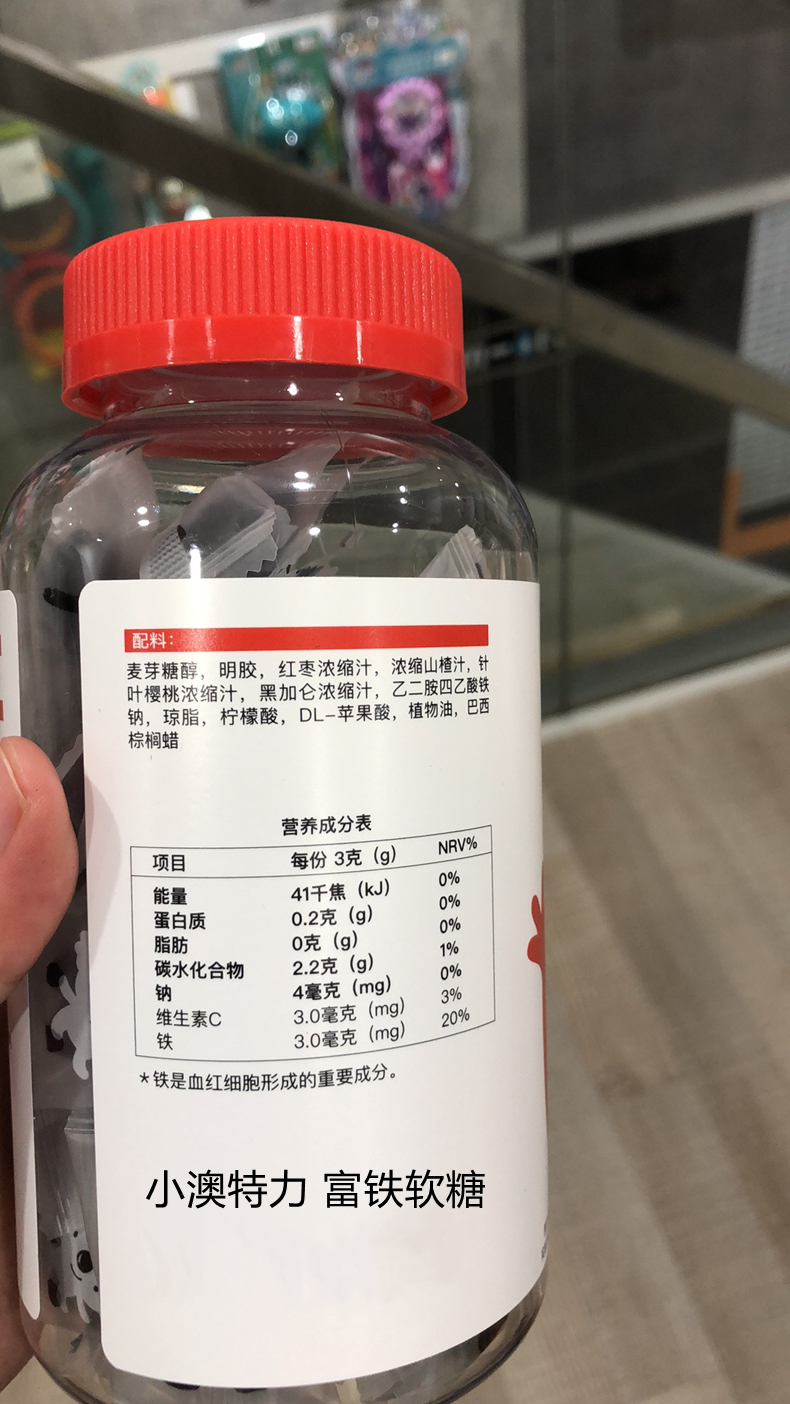 配料：
麦芽糖醇，明胶，红枣浓缩汁，浓缩山楂汁，针
叶樱桃浓缩汁，黑加仑浓缩汁，乙二胺四乙酸铁
钠，琼脂，柠檬酸，DL-苹果酸，植物油，巴西
棕榈蜡
营养成分表
项目 每份 3克（g） NRV%
能量 41千焦（kJ） 0%
蛋白质 0.2克（g） 0%
脂肪 0克（g） 0%
碳水化合物 2.2克（g） 1%
钠 4毫克（mg） 0%
维生素C 3.0毫克（mg） 3%
铁 3.0毫克（mg） 20%
*铁是血红细胞形成的重要成分。
小澳特力 富铁软糖